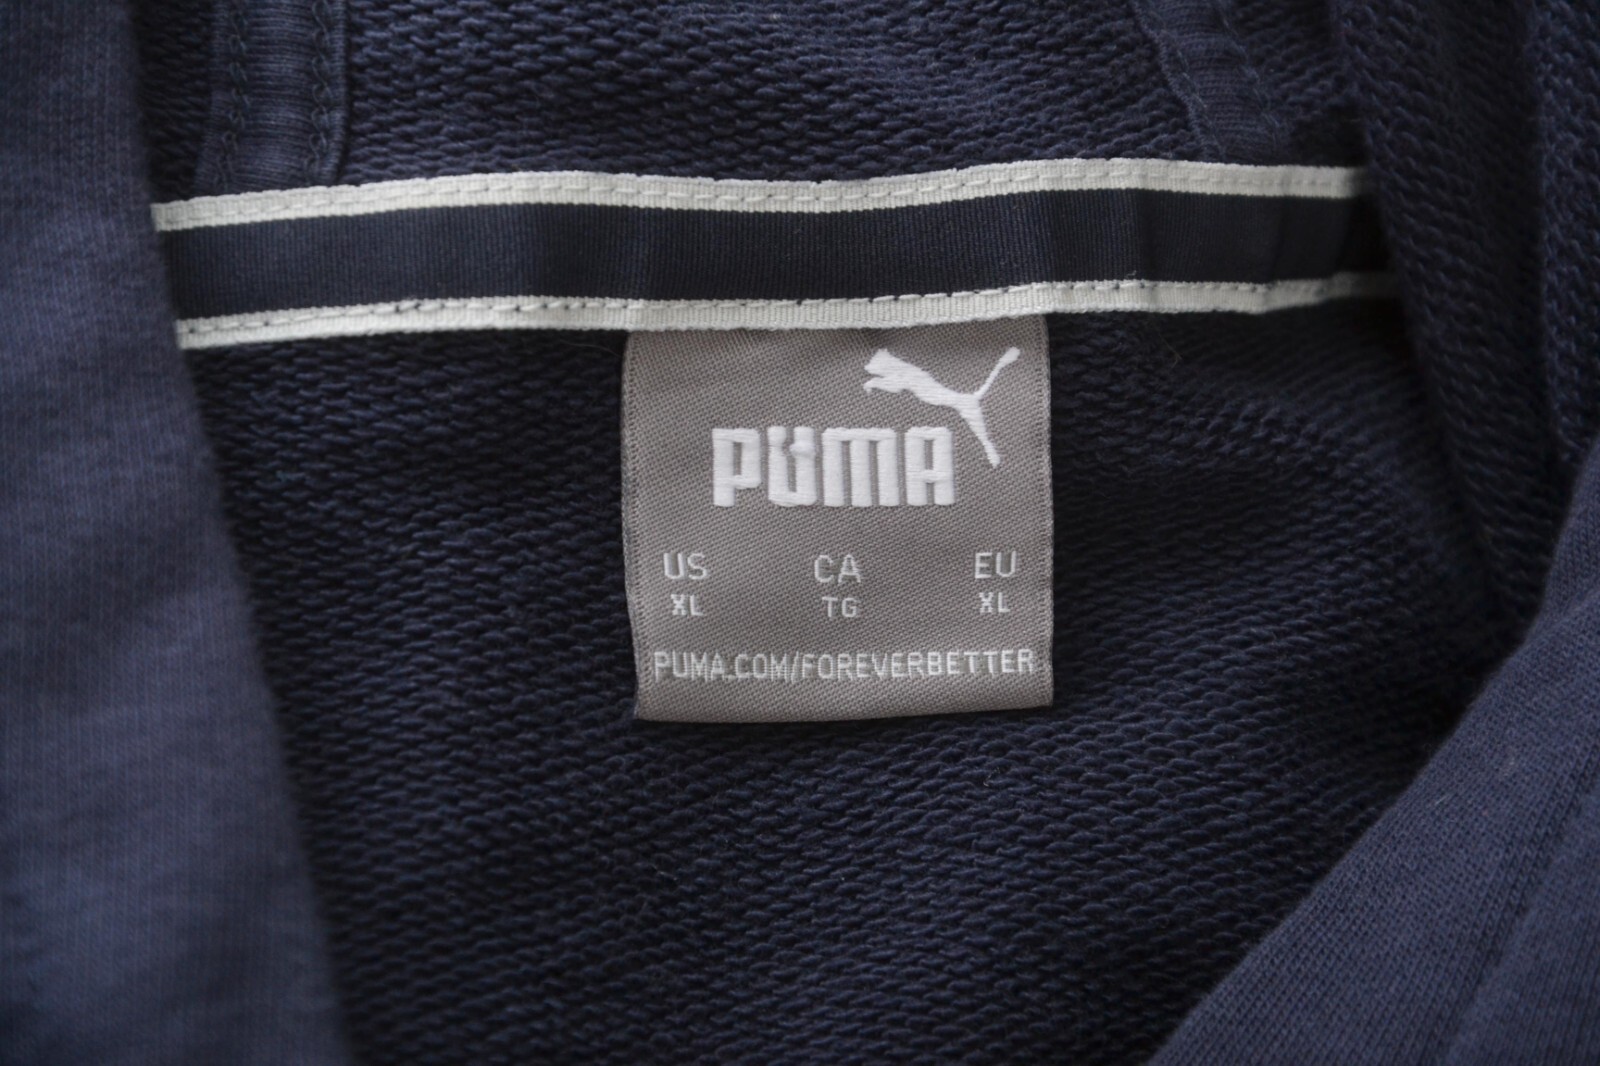 PUMA
US CA EU
XL TG XL
PUMA.COM/FOREVERBETTER